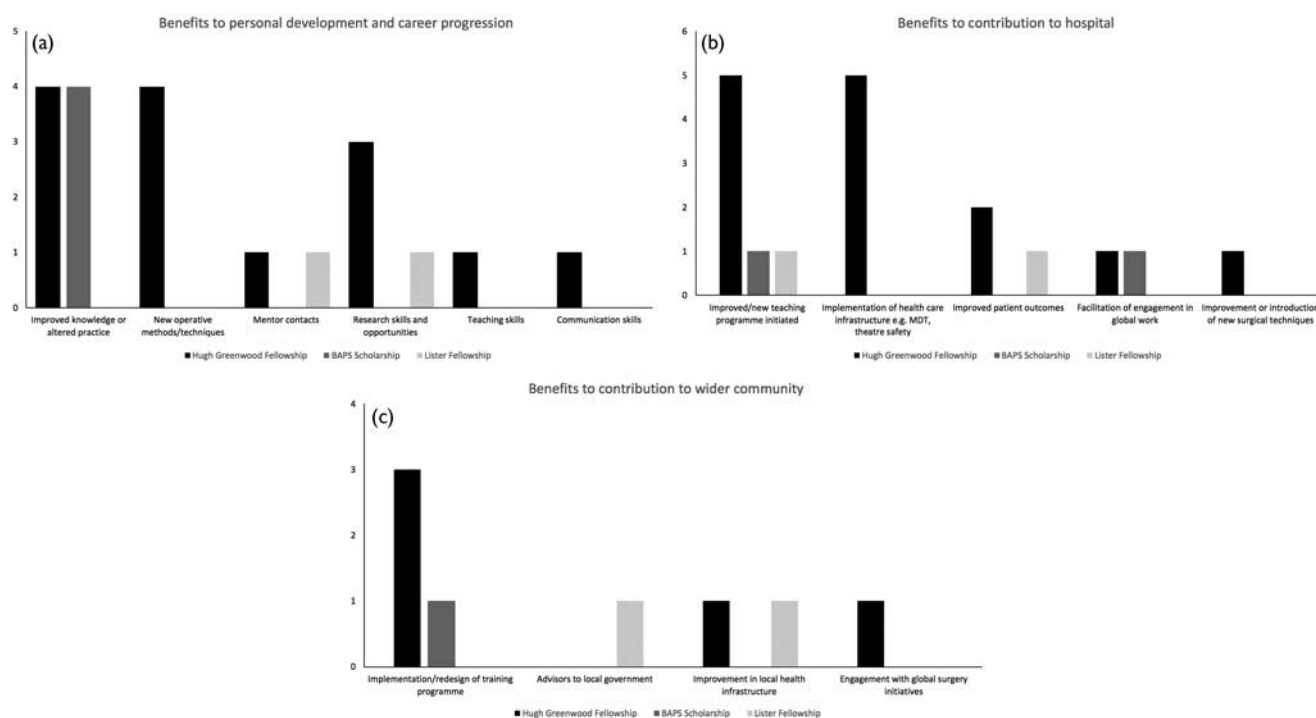 Benefits to personal development and career progression
(a)
5
4
3
2
1
0
Improved knowledge or
altered practice
New operative
methods/techniques
Mentor contacts
Research skills and
opportunities
Teaching skills
Communication skills
Hugh Greenwood Fellowship
BAPS Scholarship
Lister Fellowship
Benefits to contribution to hospital
(b)
6
5
4
3
2
1
0
Improved/new teaching
programme initiated
Implementation of health care
infrastructure e.g. MDT,
theatre safety
Improved patient outcomes
Facilitation of engagement in
global work
Improvement or introduction
of new surgical techniques
Hugh Greenwood Fellowship
BAPS Scholarship
Lister Fellowship
Benefits to contribution to wider community
(c)
4
3
2
1
0
Implementation/redesign of training
programme
Advisors to local government
Improvement in local health
infrastructure
Engagement with global surgery
initiatives
Hugh Greenwood Fellowship
BAPS Scholarship
Lister Fellowship